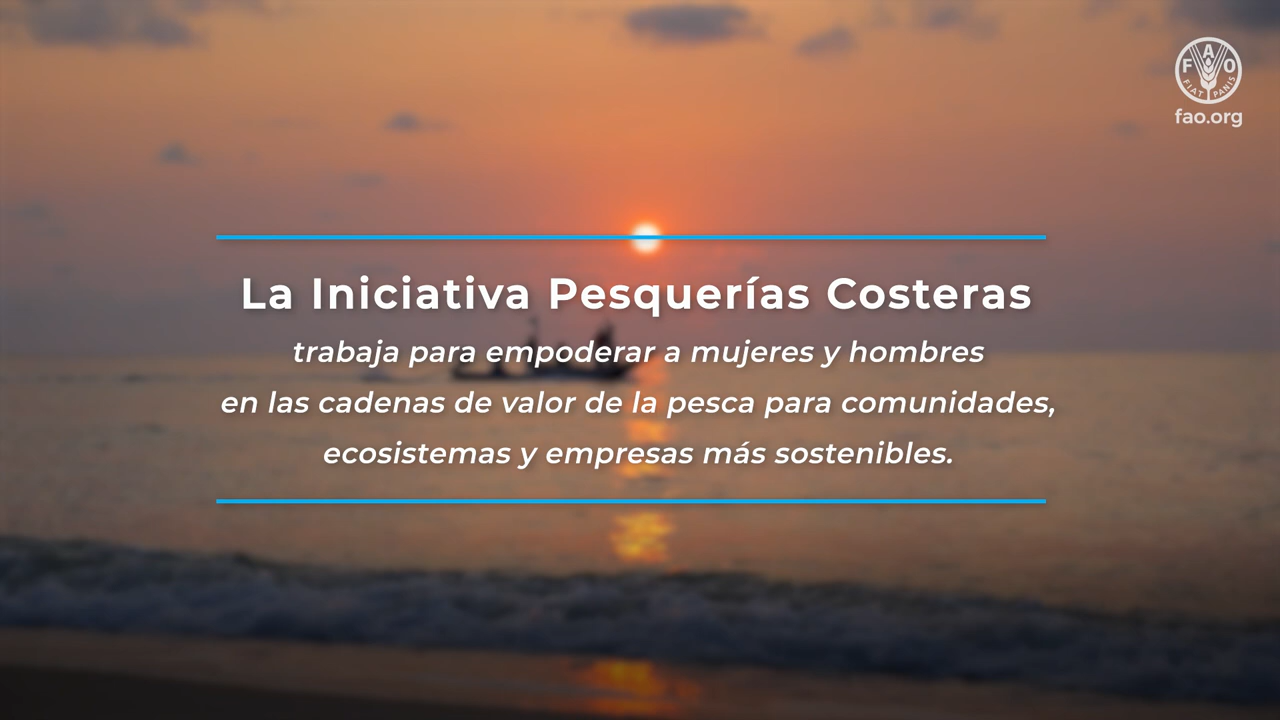 FAO
FIAT PANIS
fao.org
La Iniciativa Pesquerías Costeras
trabaja para empoderar a mujeres y hombres
en las cadenas de valor de la pesca para comunidades,
ecosistemas y empresas más sostenibles.